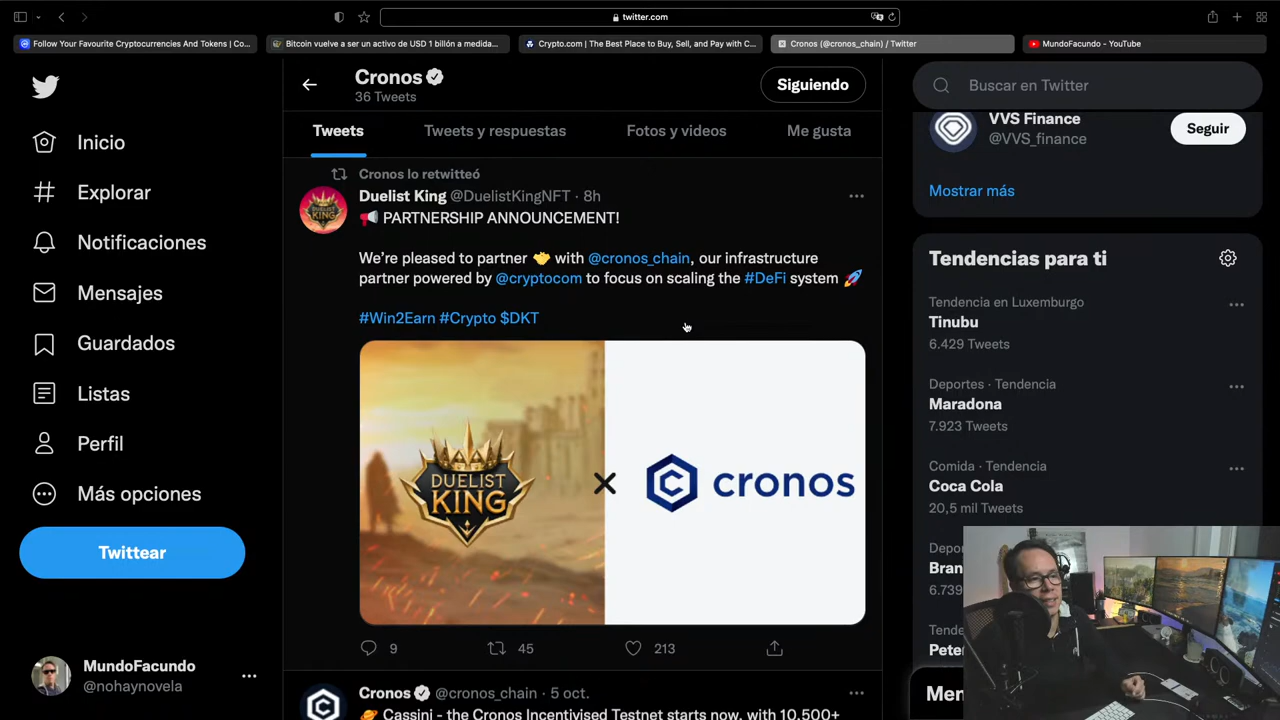 twitter.com
Follow Your Favourite Cryptocurrencies And Tokens | Co...
Bitcoin vuelve a ser un activo de USD 1 billón a medida...
Crypto.com | The Best Place to Buy, Sell, and Pay with C...
Cronos (@cronos_chain) / Twitter
MundoFacundo - YouTube
Inicio
Explorar
Notificaciones
Mensajes
Guardados
Listas
Perfil
Más opciones
Twittear
MundoFacundo
@nohaynovela
Cronos
36 Tweets
Siguiendo
Tweets
Tweets y respuestas
Fotos y videos
Me gusta
Cronos lo retwitteó
Duelist King @DuelistKingNFT · 8h
PARTNERSHIP ANNOUNCEMENT!
We're pleased to partner 🤝 with @cronos_chain, our infrastructure
partner powered by @cryptocom to focus on scaling the #DeFi system 🚀
#Win2Earn #Crypto $DKT
DUELIST
KING
×
cronos
9
45
213
Cronos @cronos_chain · 5 oct.
🪐 Cassini - the Cronos Incentivised Testnet starts now, with 10,500+
Buscar en Twitter
VVS Finance
@VVS_finance
Seguir
Mostrar más
Tendencias para ti
Tendencia en Luxemburgo
Tinubu
6.429 Tweets
Deportes · Tendencia
Maradona
7.923 Tweets
Comida · Tendencia
Coca Cola
20,5 mil Tweets
Depo
Bran
6.739
Tende
Peter
Men